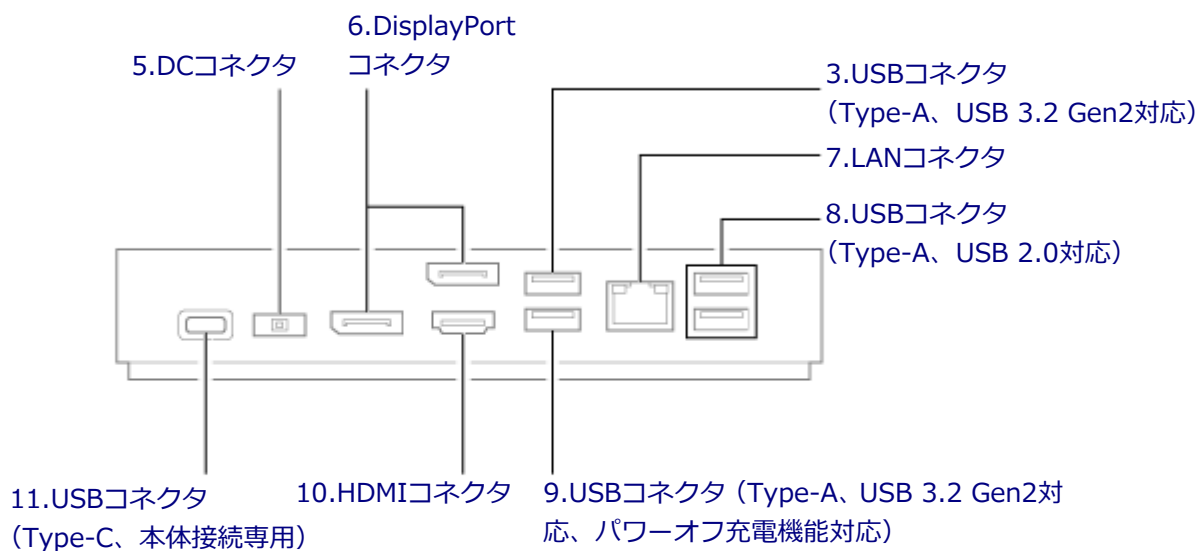 6.DisplayPort
コネクタ
5.DCコネクタ
3.USBコネクタ
（Type-A、USB 3.2 Gen2対応）
7.LANコネクタ
8.USBコネクタ
（Type-A、USB 2.0対応）
11.USBコネクタ
（Type-C、本体接続専用）
10.HDMIコネクタ
9.USBコネクタ（Type-A、USB 3.2 Gen2対
応、パワーオフ充電機能対応）